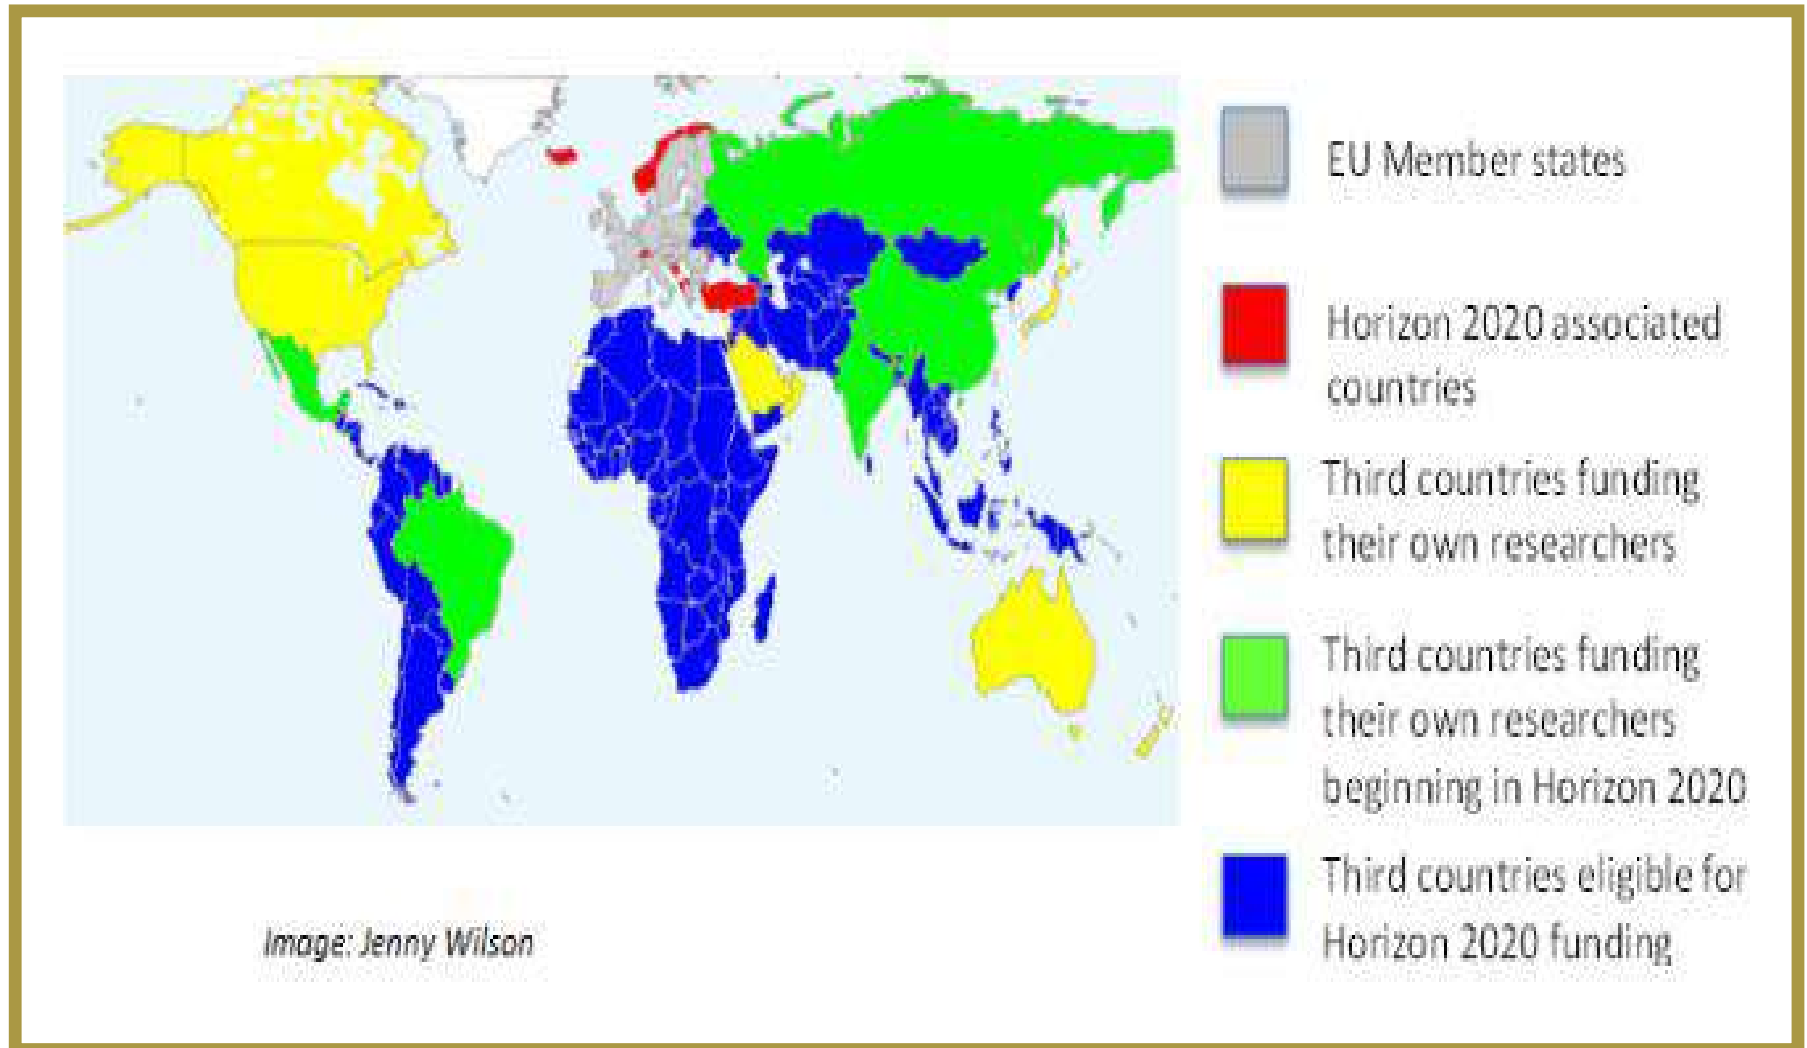 EU Member states
Horizon 2020 associated
countries
Third countries funding
their own researchers
Third countries funding
their own researchers
beginning in Horizon 2020
Third countries eligible for
Horizon 2020 funding
Image: Jenny Wilson